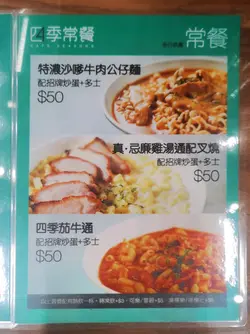 四季常餐
CAFE SEASONS
常餐
特濃沙嗲牛肉公仔麵
配招牌炒蛋+多士
$50
真·忌廉雞湯通配叉燒
配招牌炒蛋+多士
$50
四季茄牛通
配招牌炒蛋+多士
$50